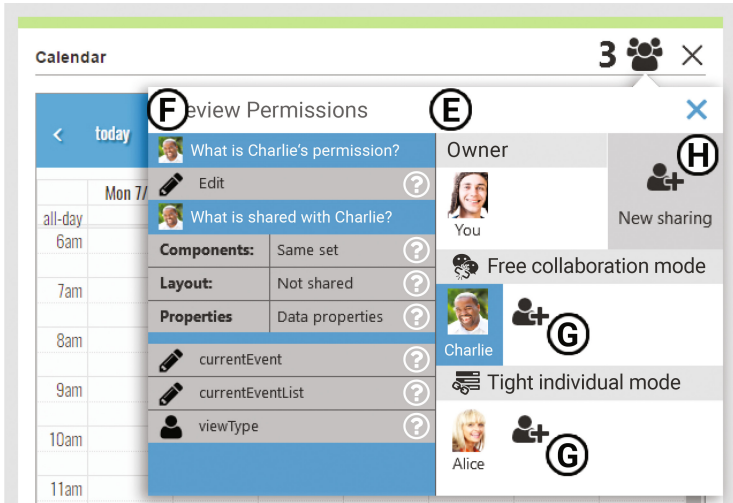 Calendar 3
F eview Permissions E
today
What is Charlie's permission? Owner H
Mon 7/ Edit ?
all-day What is shared with Charlie? You New sharing
6am Components: Same set ?
Free collaboration mode
7am Layout: Not shared ?
Properties Data properties ?
G
8am Charlie
currentEvent ?
Tight individual mode
9am currentEventList ?
viewType ?
10am G
Alice
11am